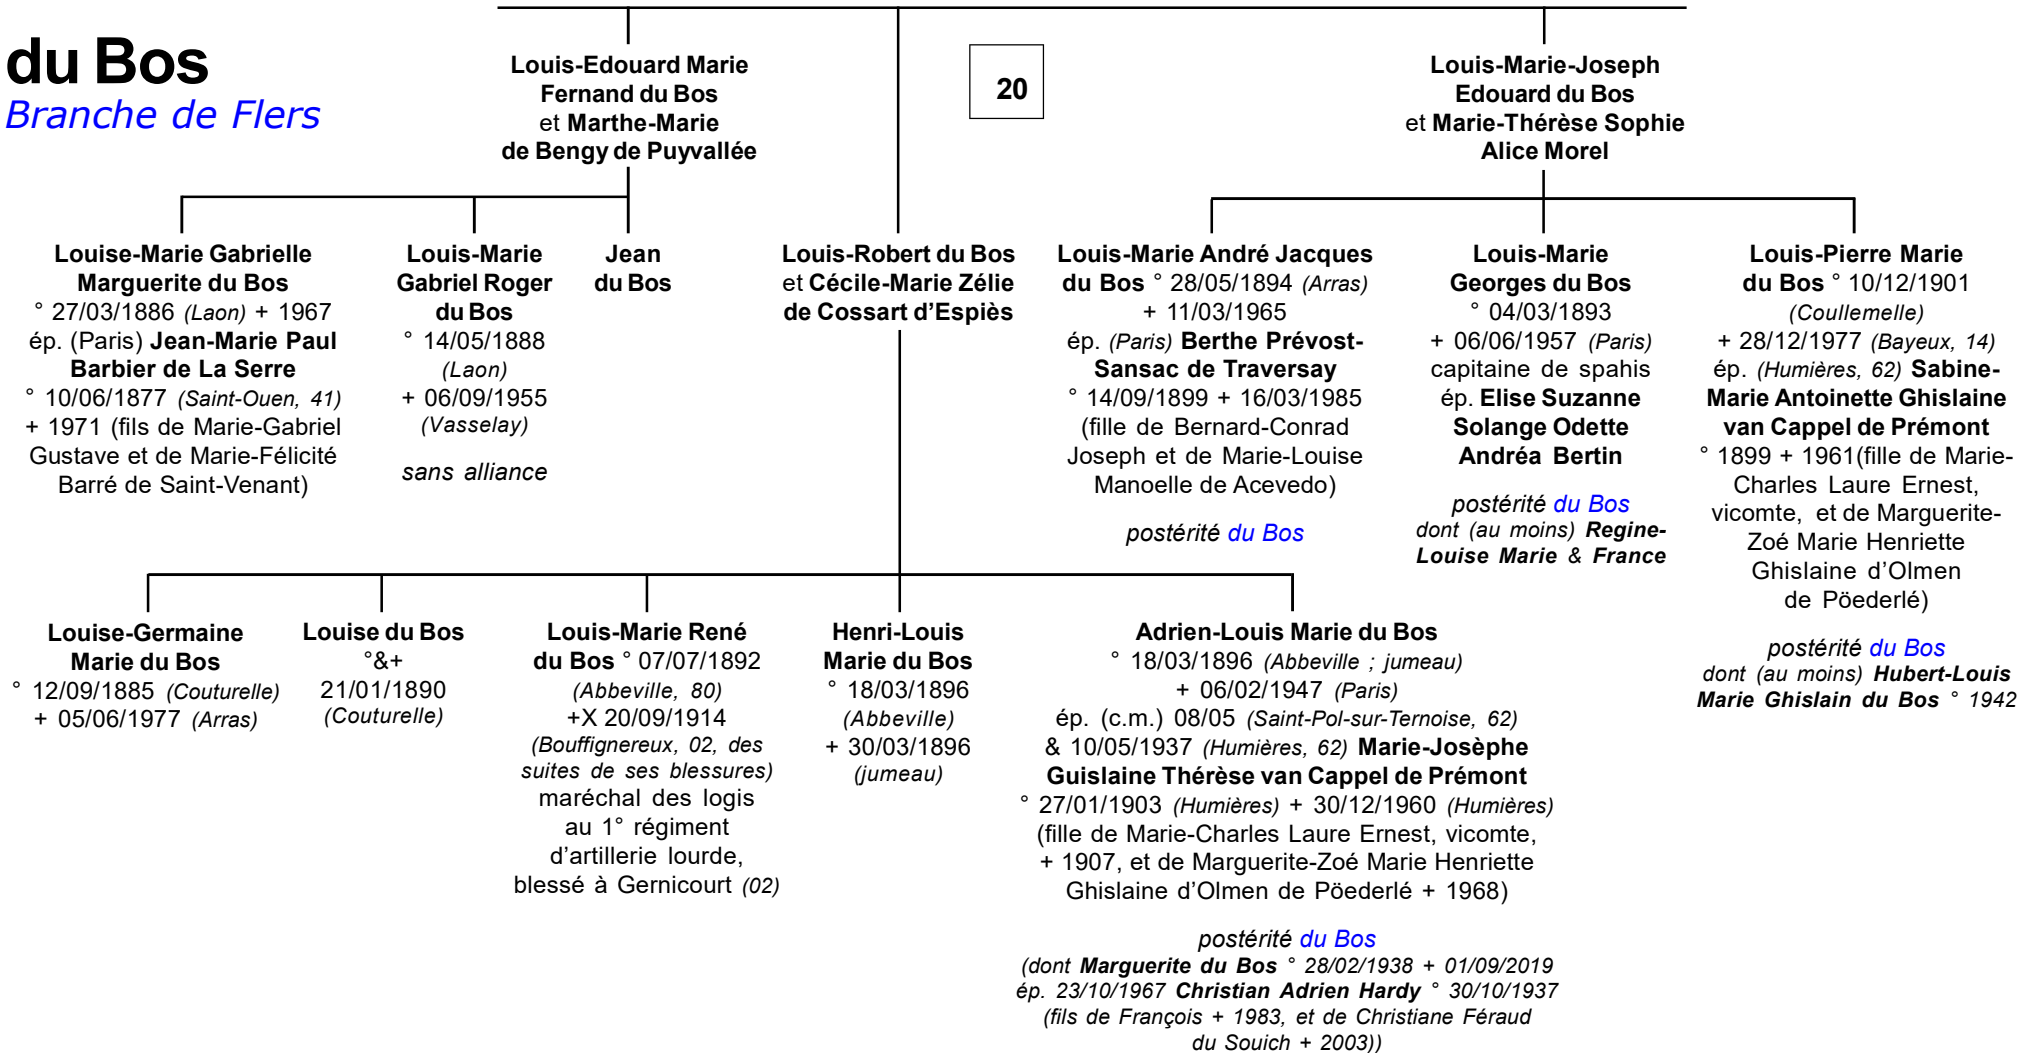 du Bos
Branche de Flers
20
Louis-Edouard Marie
Fernand du Bos
et Marthe-Marie
de Bengy de Puyvallée
Louis-Marie-Joseph
Edouard du Bos
et Marie-Thérèse Sophie
Alice Morel
Louise-Marie Gabrielle
Marguerite du Bos
° 27/03/1886 (Laon) + 1967
ép. (Paris) Jean-Marie Paul
Barbier de La Serre
° 10/06/1877 (Saint-Ouen, 41)
+ 1971 (fils de Marie-Gabriel
Gustave et de Marie-Félicité
Barré de Saint-Venant)
Louis-Marie
Gabriel Roger
du Bos
° 14/05/1888
(Laon)
+ 06/09/1955
(Vasselay)
sans alliance
Jean
du Bos
Louis-Robert du Bos
et Cécile-Marie Zélie
de Cossart d’Espiès
Louis-Marie André Jacques
du Bos ° 28/05/1894 (Arras)
+ 11/03/1965
ép. (Paris) Berthe Prévost-
Sansac de Traversay
° 14/09/1899 + 16/03/1985
(fille de Bernard-Conrad
Joseph et de Marie-Louise
Manoelle de Acevedo)
postérité du Bos
Louis-Marie
Georges du Bos
° 04/03/1893
+ 06/06/1957 (Paris)
capitaine de spahis
ép. Elise Suzanne
Solange Odette
Andréa Bertin
postérité du Bos
dont (au moins) Regine-
Louise Marie & France
Louis-Pierre Marie
du Bos ° 10/12/1901
(Coullemelle)
+ 28/12/1977 (Bayeux, 14)
ép. (Humières, 62) Sabine-
Marie Antoinette Ghislaine
van Cappel de Prémont
° 1899 + 1961(fille de Marie-
Charles Laure Ernest,
vicomte, et de Marguerite-
Zoé Marie Henriette
Ghislaine d’Olmen
de Pöederlé)
postérité du Bos
dont (au moins) Hubert-Louis
Marie Ghislain du Bos ° 1942
Louise-Germaine
Marie du Bos
° 12/09/1885 (Couturelle)
+ 05/06/1977 (Arras)
Louise du Bos
°&+
21/01/1890
(Couturelle)
Louis-Marie René
du Bos ° 07/07/1892
(Abbeville, 80)
+X 20/09/1914
(Bouffignereux, 02, des
suites de ses blessures)
maréchal des logis
au 1° régiment
d’artillerie lourde,
blessé à Gernicourt (02)
Henri-Louis
Marie du Bos
° 18/03/1896
(Abbeville)
+ 30/03/1896
(jumeau)
Adrien-Louis Marie du Bos
° 18/03/1896 (Abbeville ; jumeau)
+ 06/02/1947 (Paris)
ép. (c.m.) 08/05 (Saint-Pol-sur-Ternoise, 62)
& 10/05/1937 (Humières, 62) Marie-Josèphe
Guislaine Thérèse van Cappel de Prémont
° 27/01/1903 (Humières) + 30/12/1960 (Humières)
(fille de Marie-Charles Laure Ernest, vicomte,
+ 1907, et de Marguerite-Zoé Marie Henriette
Ghislaine d’Olmen de Pöederlé + 1968)
postérité du Bos
(dont Marguerite du Bos ° 28/02/1938 + 01/09/2019
ép. 23/10/1967 Christian Adrien Hardy ° 30/10/1937
(fils de François + 1983, et de Christiane Féraud
du Souich + 2003))